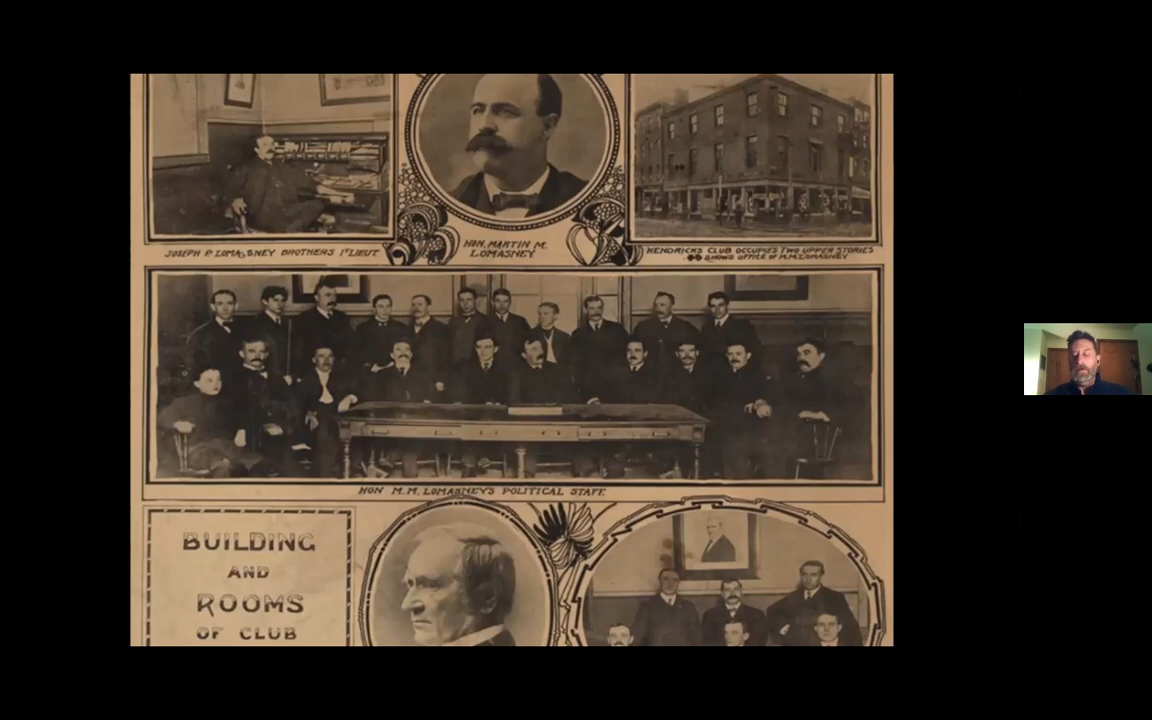 JOSEPH P. LOMASNEY BROTHERS 1ST LIEUT
HON. MARTIN M.
LOMASNEY.
HENDRICKS CLUB OCCUPIES TWO UPPER STORIES
SHOWS OFFICE OF M.M. LOMASNEY
HON M. M. LOMASNEY'S POLITICAL STAFF.
BUILDING
AND
ROOMS
OF CLUB